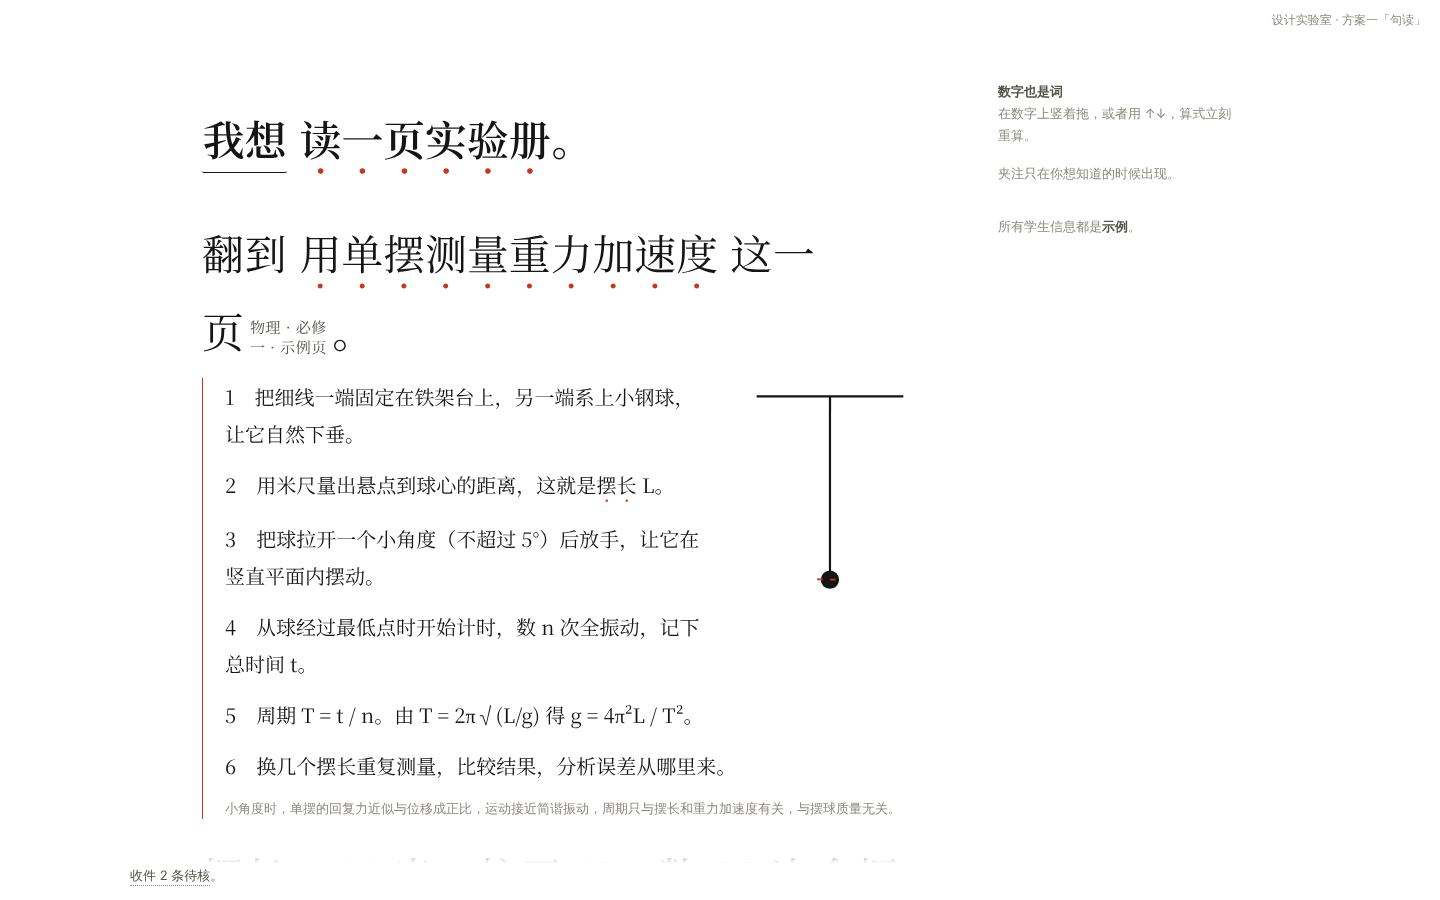 设计实验室 · 方案一「句读」
我想 读一页实验册。
翻到 用单摆测量重力加速度 这一
页 物理 · 必修
一 · 示例页 。
1 把细线一端固定在铁架台上，另一端系上小钢球，
让它自然下垂。
2 用米尺量出悬点到球心的距离，这就是摆长 L。
3 把球拉开一个小角度（不超过 5°）后放手，让它在
竖直平面内摆动。
4 从球经过最低点时开始计时，数 n 次全振动，记下
总时间 t。
5 周期 T = t / n。由 T = 2π√(L/g) 得 g = 4π²L / T²。
6 换几个摆长重复测量，比较结果，分析误差从哪里来。
小角度时，单摆的回复力近似与位移成正比，运动接近简谐振动，周期只与摆长和重力加速度有关，与摆球质量无关。
收件 2 条待核。
数字也是词
在数字上竖着拖，或者用 ↑↓，算式立刻
重算。
夹注只在你想知道的时候出现。
所有学生信息都是示例。